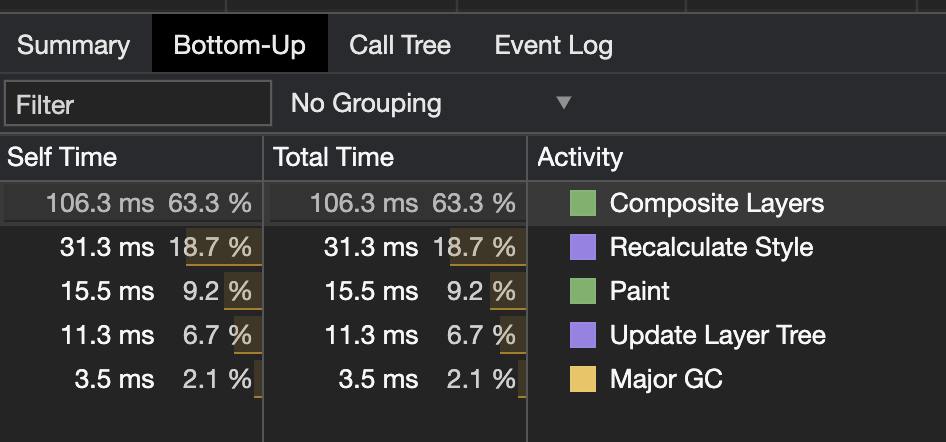 Summary Bottom-Up Call Tree Event Log
Filter No Grouping ▼
Self Time Total Time Activity
106.3 ms 63.3 % 106.3 ms 63.3 % Composite Layers
31.3 ms 18.7 % 31.3 ms 18.7 % Recalculate Style
15.5 ms 9.2 % 15.5 ms 9.2 % Paint
11.3 ms 6.7 % 11.3 ms 6.7 % Update Layer Tree
3.5 ms 2.1 % 3.5 ms 2.1 % Major GC